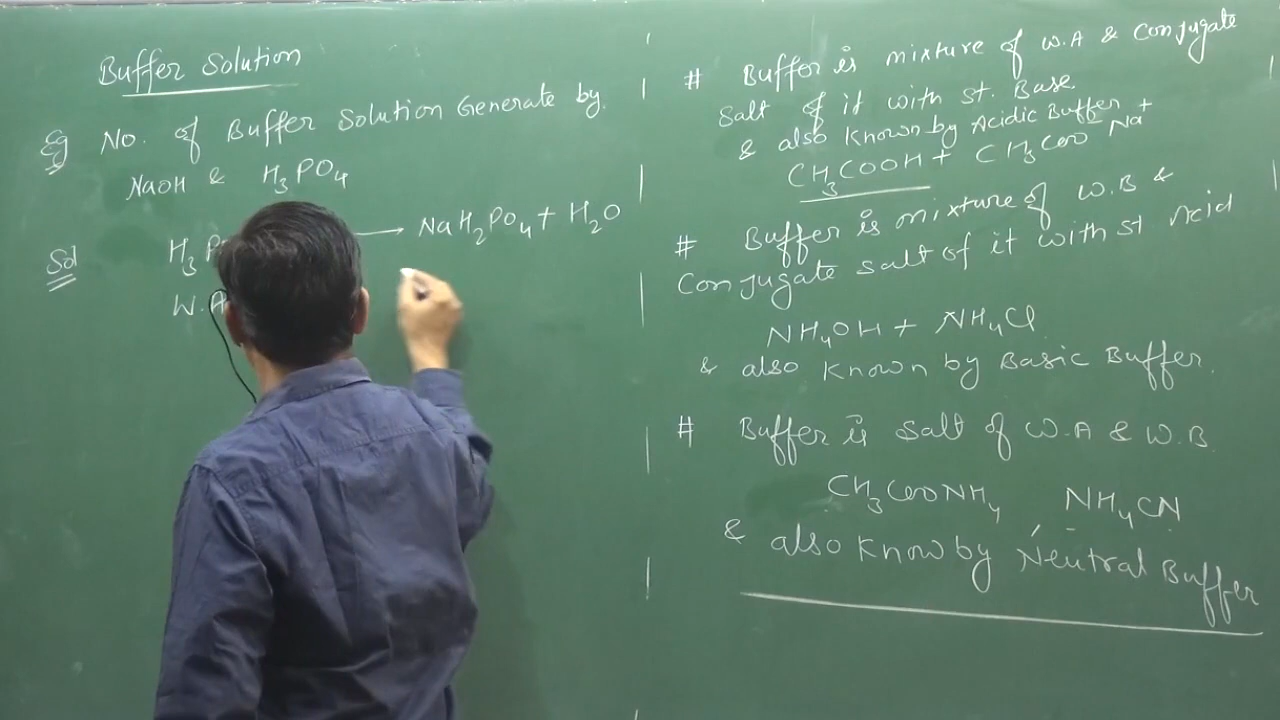 Buffer Solution
Eg No. of Buffer Solution Generate by
NaOH & H3PO4
Sol H3P → NaH2PO4 + H2O
W.A
# Buffer is mixture of W.A & Conjugate
Salt of it with st. Base
& also known by Acidic Buffer
CH3COOH + CH3COO⁻Na⁺
# Buffer is mixture of W.B &
Conjugate salt of it with st Acid
NH4OH + NH4Cl
& also known by Basic Buffer.
# Buffer is salt of W.A & W.B
CH3COONH4, NH4CN
& also Know by Neutral Buffer